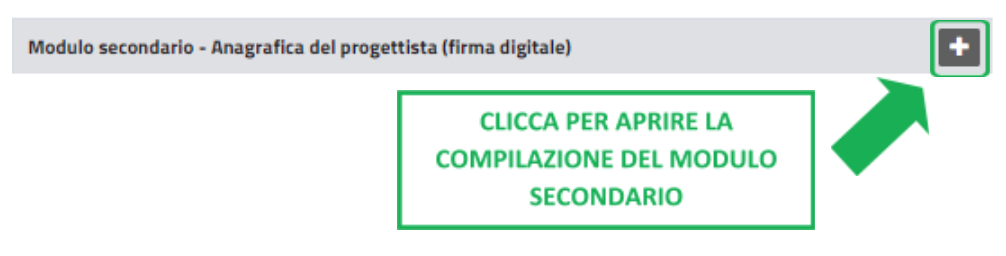 Modulo secondario - Anagrafica del progettista (firma digitale)
CLICCA PER APRIRE LA
COMPILAZIONE DEL MODULO
SECONDARIO